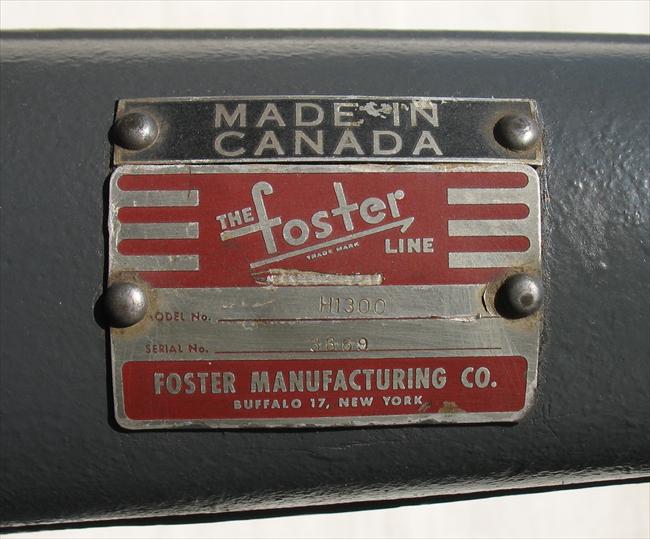 MADE IN
CANADA
THE foster LINE
TRADE MARK
MODEL No. H1300
SERIAL No. 3889
FOSTER MANUFACTURING CO.
BUFFALO 17, NEW YORK